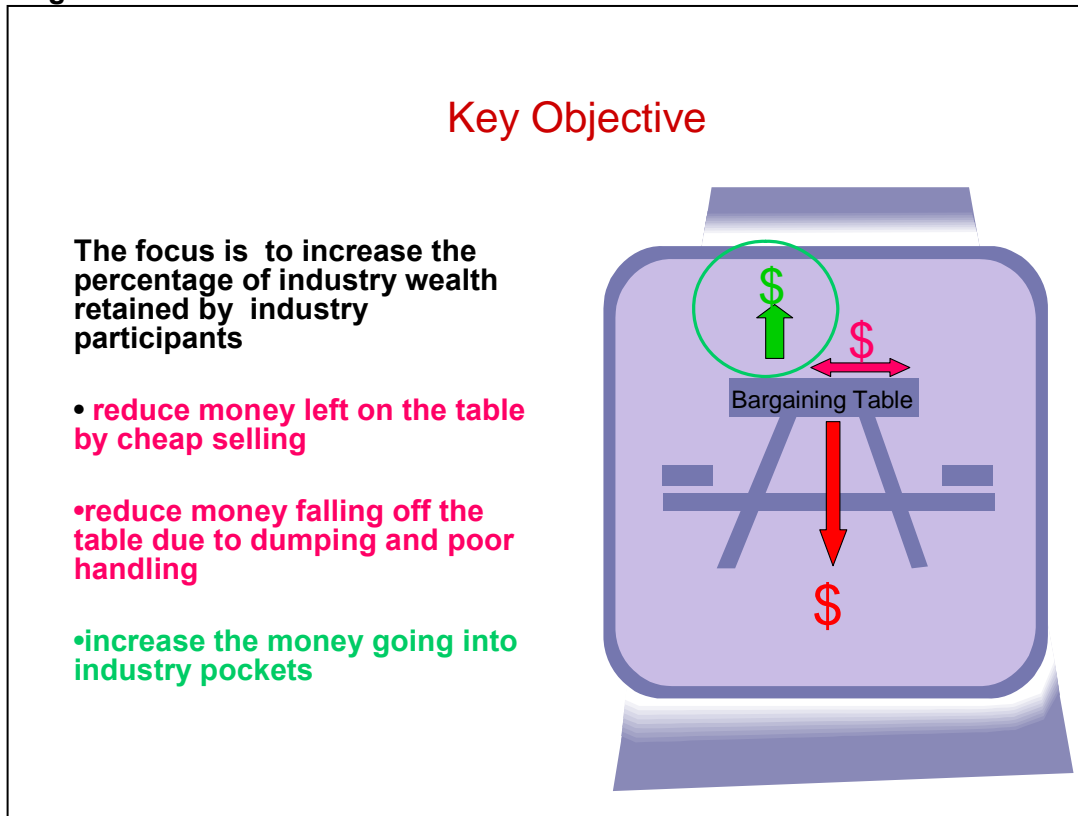 Key Objective
The focus is  to increase the
percentage of industry wealth
retained by  industry
participants
• reduce money left on the table
by cheap selling
•reduce money falling off the
table due to dumping and poor
handling
•increase the money going into
industry pockets
$
$
Bargaining Table
$